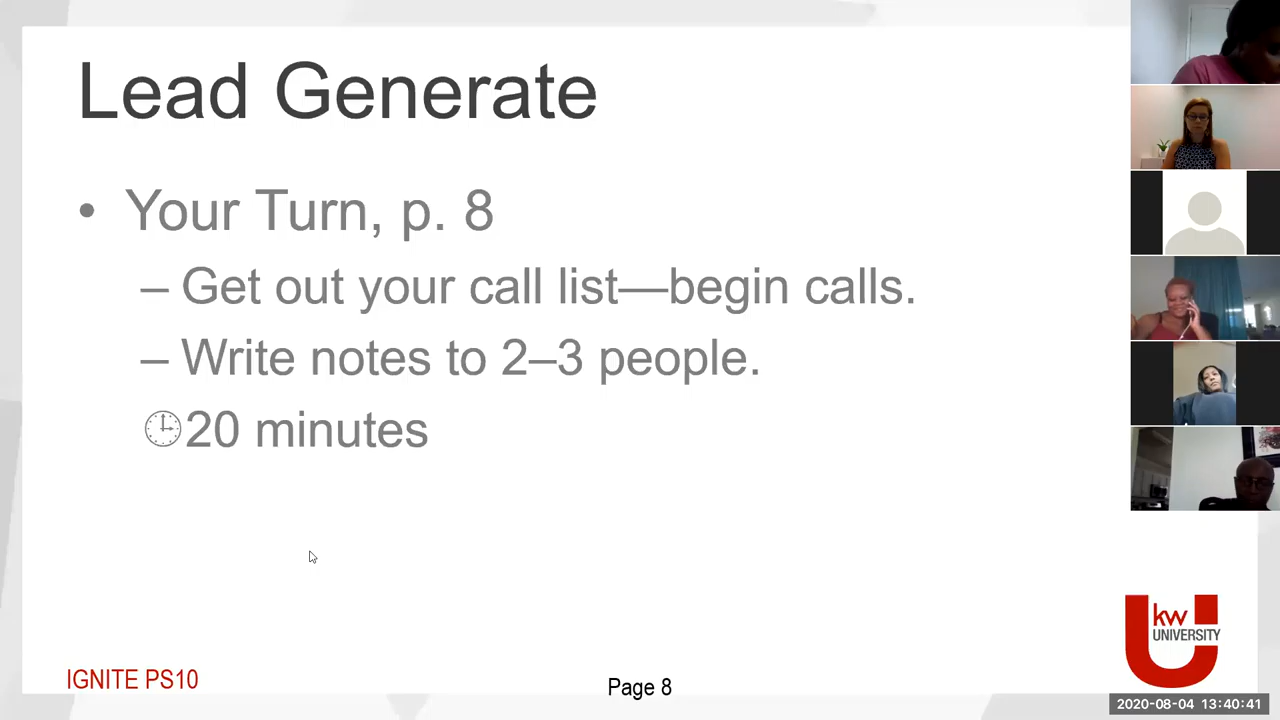 Lead Generate
• Your Turn, p. 8
– Get out your call list—begin calls.
– Write notes to 2–3 people.
20 minutes
kw
UNIVERSITY
IGNITE PS10
Page 8
2020-08-04 13:40:41